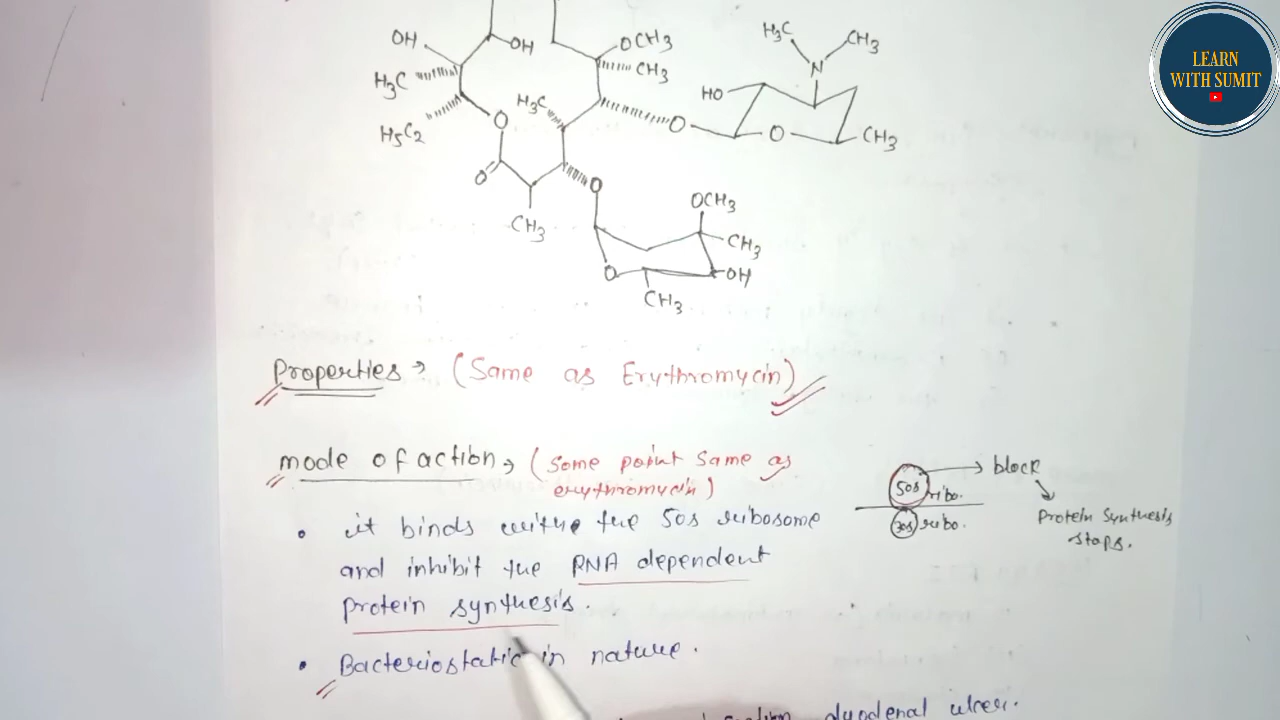 LEARN
WITH SUMIT
OH
OH
H3C
H5C2
O
O
CH3
H3C
OCH3
CH3
O
O
HO
H3C
CH3
N
O
CH3
OCH3
CH3
OH
O
CH3
Properties → (Same as Erythromycin)
mode of action → (some point same as
erythromycin)
• it binds withe the 50s ribosome
and inhibit the RNA dependent
protein synthesis.
• Bacteriostatic in nature.
duodenal ulcer.
50s ribo.
30s ribo.
block
Protein Synthesis
stops.